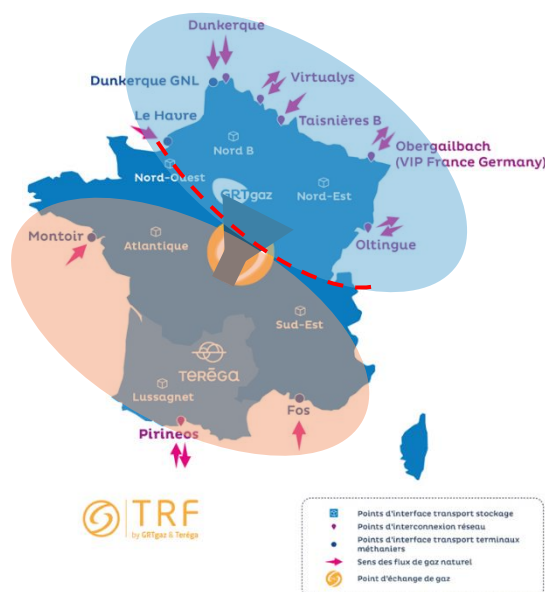 Dunkerque
Dunkerque GNL
Virtualys
Le Havre
Taisnières B
Nord B
Obergailbach
(VIP France Germany)
Nord-Ouest
GRTgaz
Nord-Est
Oltingue
Montoir
Atlantique
Sud-Est
TERÉGA
Lussagnet
Fos
Pirineos
TRF
by GRTgaz & Teréga
Points d'interface transport stockage
Points d'interconnexion réseau
Points d'interface transport terminaux
méthaniers
Sens des flux de gaz naturel
Point d'échange de gaz